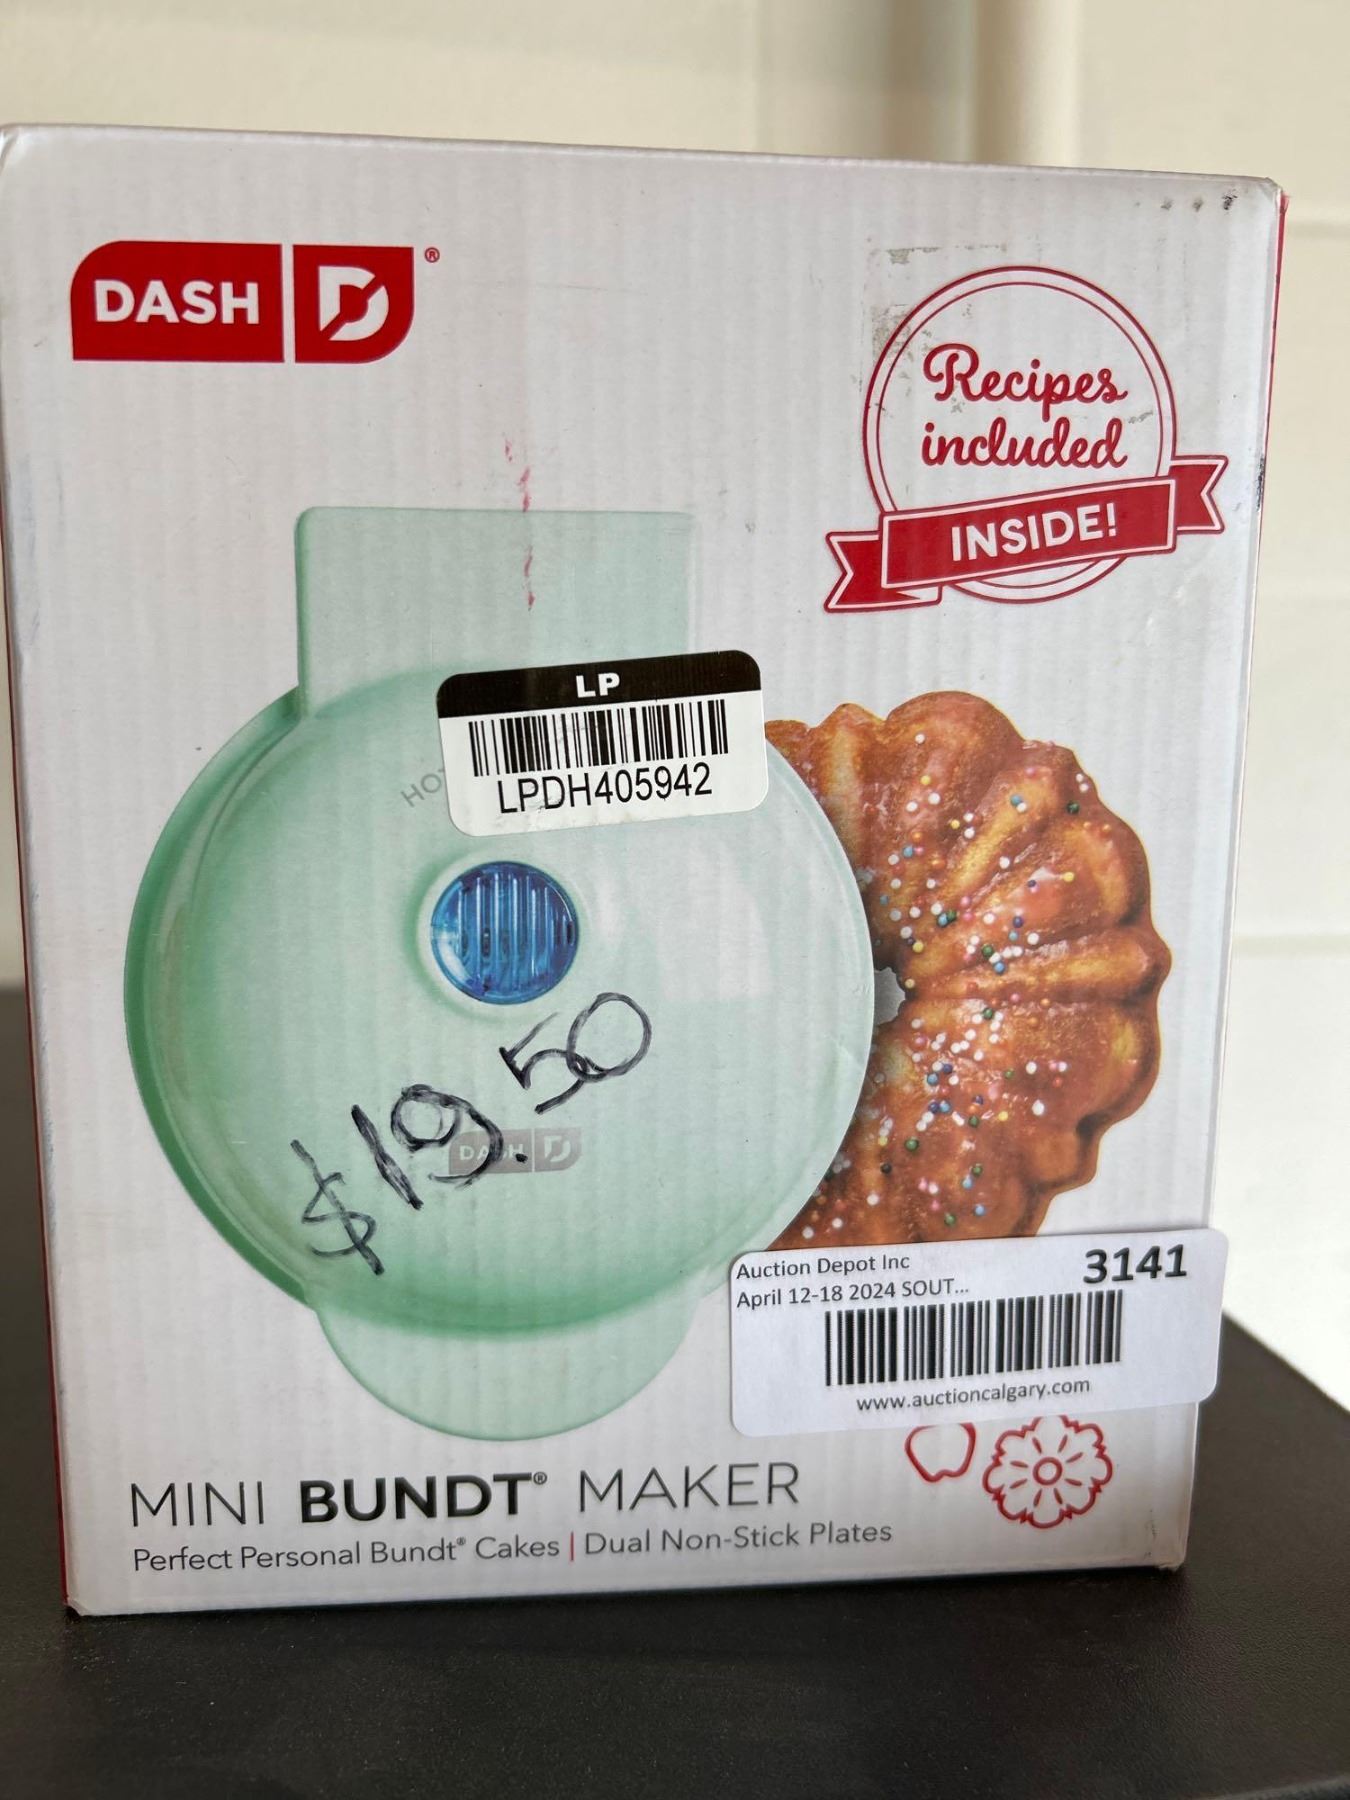 DASH D®
Recipes
included
INSIDE!
LP
LPDH405942
HO
$19.50
DASH D
Auction Depot Inc
3141
April 12-18 2024 SOUT...
www.auctioncalgary.com
MINI BUNDT® MAKER
Perfect Personal Bundt® Cakes | Dual Non-Stick Plates